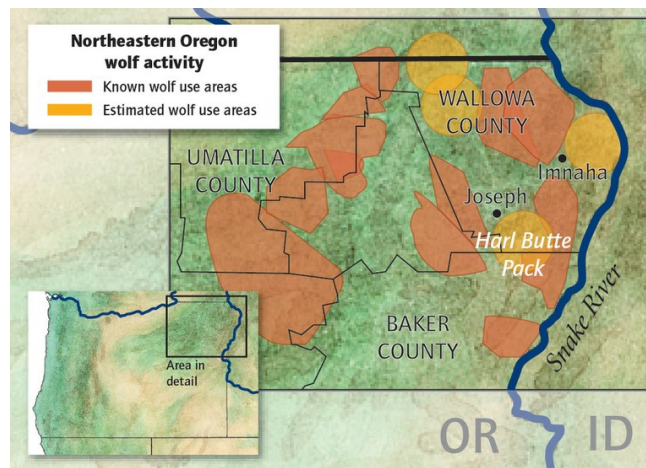 Northeastern Oregon
wolf activity
Known wolf use areas
Estimated wolf use areas
WALLOWA
COUNTY
UMATILLA
COUNTY
Imnaha
Joseph
Harl Butte
Pack
Snake River
BAKER
COUNTY
Area in
detail
OR
ID